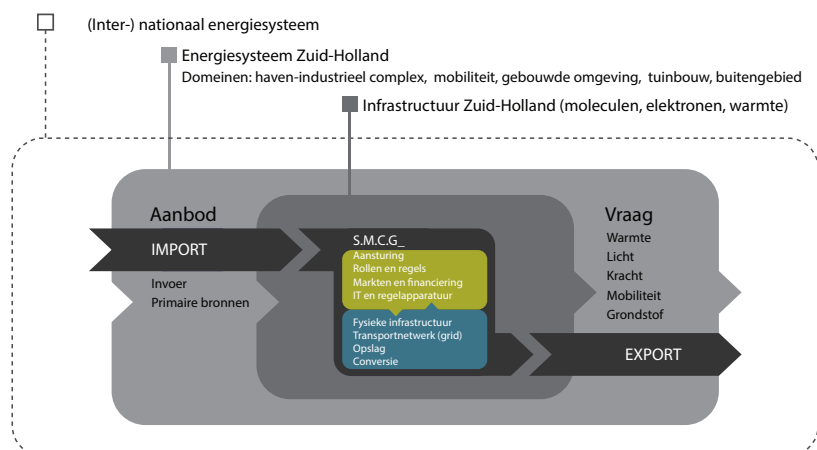 (Inter-) nationaal energiesysteem
Energiesysteem Zuid-Holland
Domeinen: haven-industrieel complex, mobiliteit, gebouwde omgeving, tuinbouw, buitengebied
Infrastructuur Zuid-Holland (moleculen, elektronen, warmte)
Aanbod
IMPORT
Invoer
Primaire bronnen
S.M.C.G_
Aansturing
Rollen en regels
Markten en financiering
IT en regelapparatuur
Fysieke infrastructuur
Transportnetwerk (grid)
Opslag
Conversie
Vraag
Warmte
Licht
Kracht
Mobiliteit
Grondstof
EXPORT